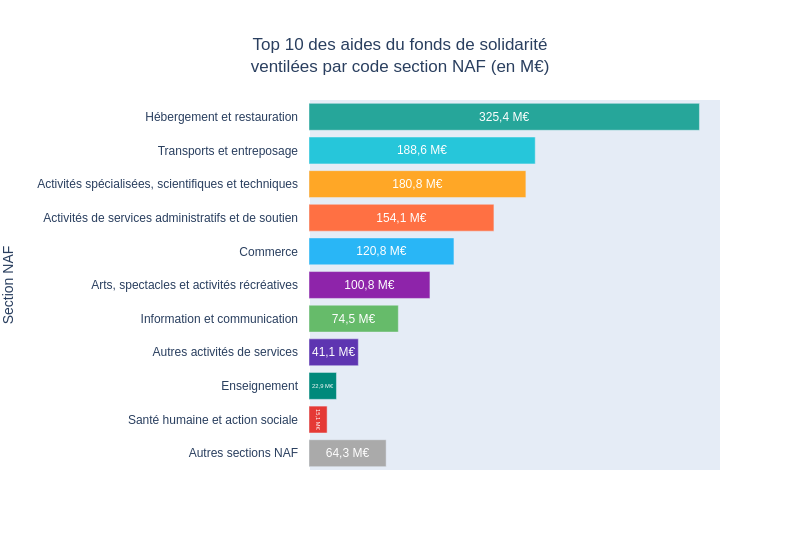 Top 10 des aides du fonds de solidarité
ventilées par code section NAF (en M€)
Section NAF
Hébergement et restauration 325,4 M€
Transports et entreposage 188,6 M€
Activités spécialisées, scientifiques et techniques 180,8 M€
Activités de services administratifs et de soutien 154,1 M€
Commerce 120,8 M€
Arts, spectacles et activités récréatives 100,8 M€
Information et communication 74,5 M€
Autres activités de services 41,1 M€
Enseignement 22,9 M€
Santé humaine et action sociale 15,1 M€
Autres sections NAF 64,3 M€